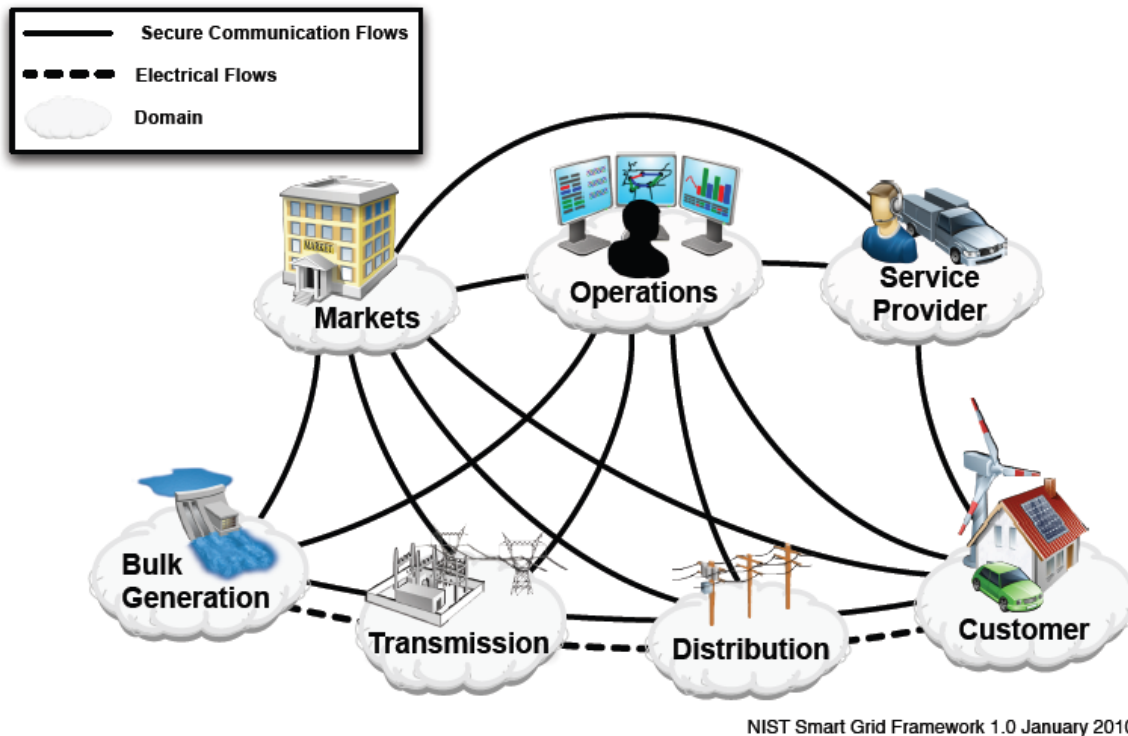 Secure Communication Flows
Electrical Flows
Domain
MARKET
Markets
Operations
Service
Provider
Bulk
Generation
Transmission
Distribution
Customer
NIST Smart Grid Framework 1.0 January 2010